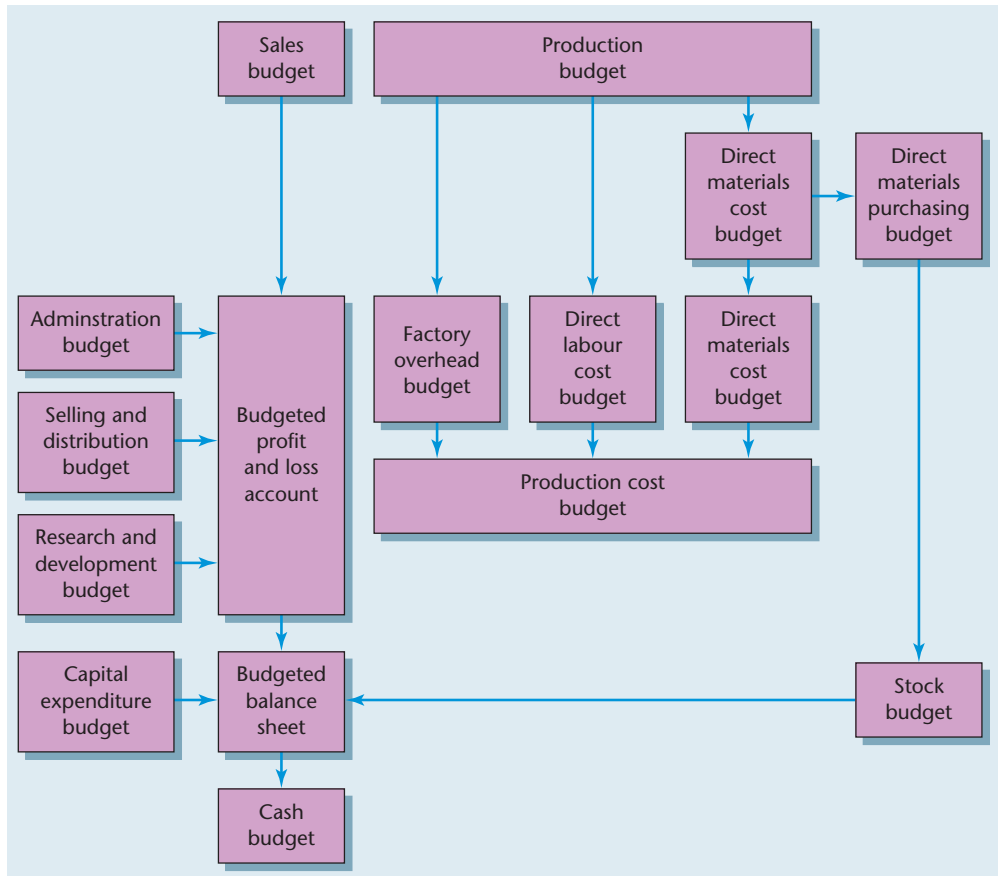 Sales
budget
Production
budget
Direct
materials
cost
budget
Direct
materials
purchasing
budget
Adminstration
budget
Selling and
distribution
budget
Research and
development
budget
Budgeted
profit
and loss
account
Factory
overhead
budget
Direct
labour
cost
budget
Direct
materials
cost
budget
Production cost
budget
Capital
expenditure
budget
Budgeted
balance
sheet
Stock
budget
Cash
budget